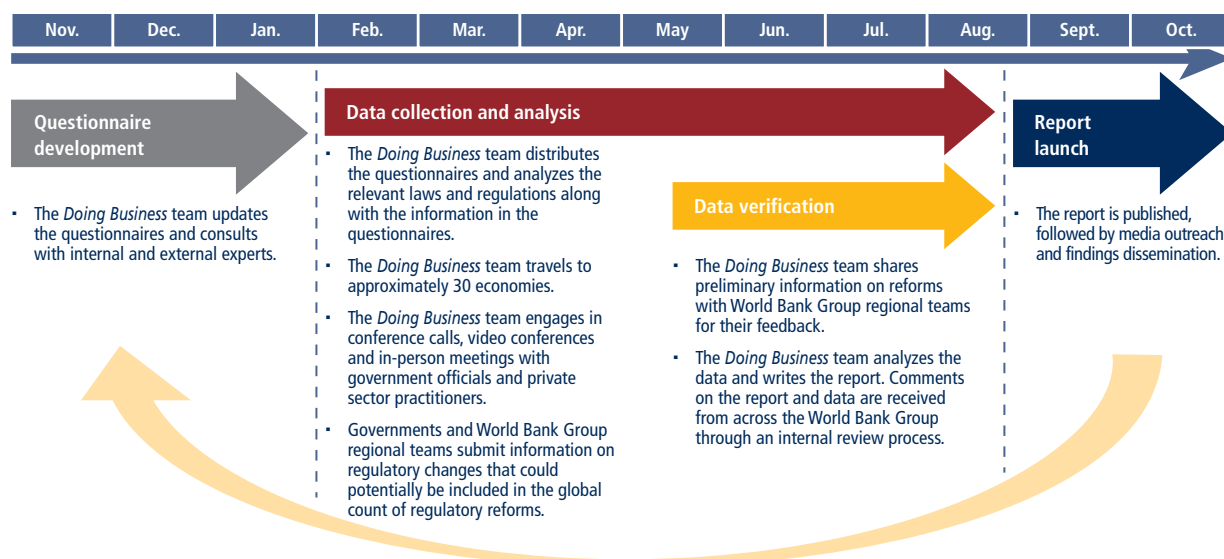 Nov. Dec. Jan. Feb. Mar. Apr. May Jun. Jul. Aug. Sept. Oct.
Questionnaire
development
▪ The Doing Business team updates
the questionnaires and consults
with internal and external experts.
Data collection and analysis
▪ The Doing Business team distributes
the questionnaires and analyzes the
relevant laws and regulations along
with the information in the
questionnaires.
▪ The Doing Business team travels to
approximately 30 economies.
▪ The Doing Business team engages in
conference calls, video conferences
and in-person meetings with
government officials and private
sector practitioners.
▪ Governments and World Bank Group
regional teams submit information on
regulatory changes that could
potentially be included in the global
count of regulatory reforms.
Data verification
▪ The Doing Business team shares
preliminary information on reforms
with World Bank Group regional teams
for their feedback.
▪ The Doing Business team analyzes the
data and writes the report. Comments
on the report and data are received
from across the World Bank Group
through an internal review process.
Report
launch
▪ The report is published,
followed by media outreach
and findings dissemination.